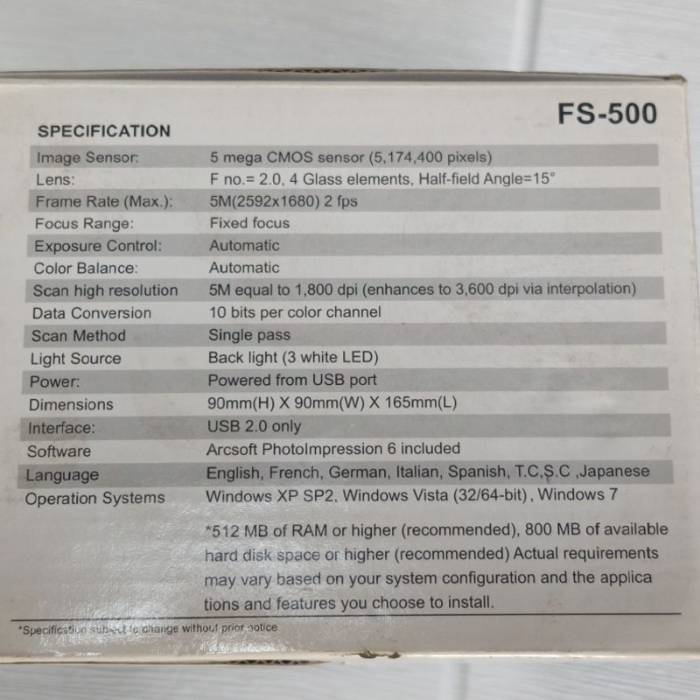 FS-500
SPECIFICATION
Image Sensor: 5 mega CMOS sensor (5,174,400 pixels)
Lens: F no.= 2.0, 4 Glass elements, Half-field Angle=15°
Frame Rate (Max.): 5M(2592x1680) 2 fps
Focus Range: Fixed focus
Exposure Control: Automatic
Color Balance: Automatic
Scan high resolution 5M equal to 1,800 dpi (enhances to 3,600 dpi via interpolation)
Data Conversion 10 bits per color channel
Scan Method Single pass
Light Source Back light (3 white LED)
Power: Powered from USB port
Dimensions 90mm(H) X 90mm(W) X 165mm(L)
Interface: USB 2.0 only
Software Arcsoft PhotoImpression 6 included
Language English, French, German, Italian, Spanish, T.C,S.C ,Japanese
Operation Systems Windows XP SP2, Windows Vista (32/64-bit) , Windows 7
*512 MB of RAM or higher (recommended), 800 MB of available
hard disk space or higher (recommended) Actual requirements
may vary based on your system configuration and the applica
tions and features you choose to install.
*Specification subject to change without prior notice